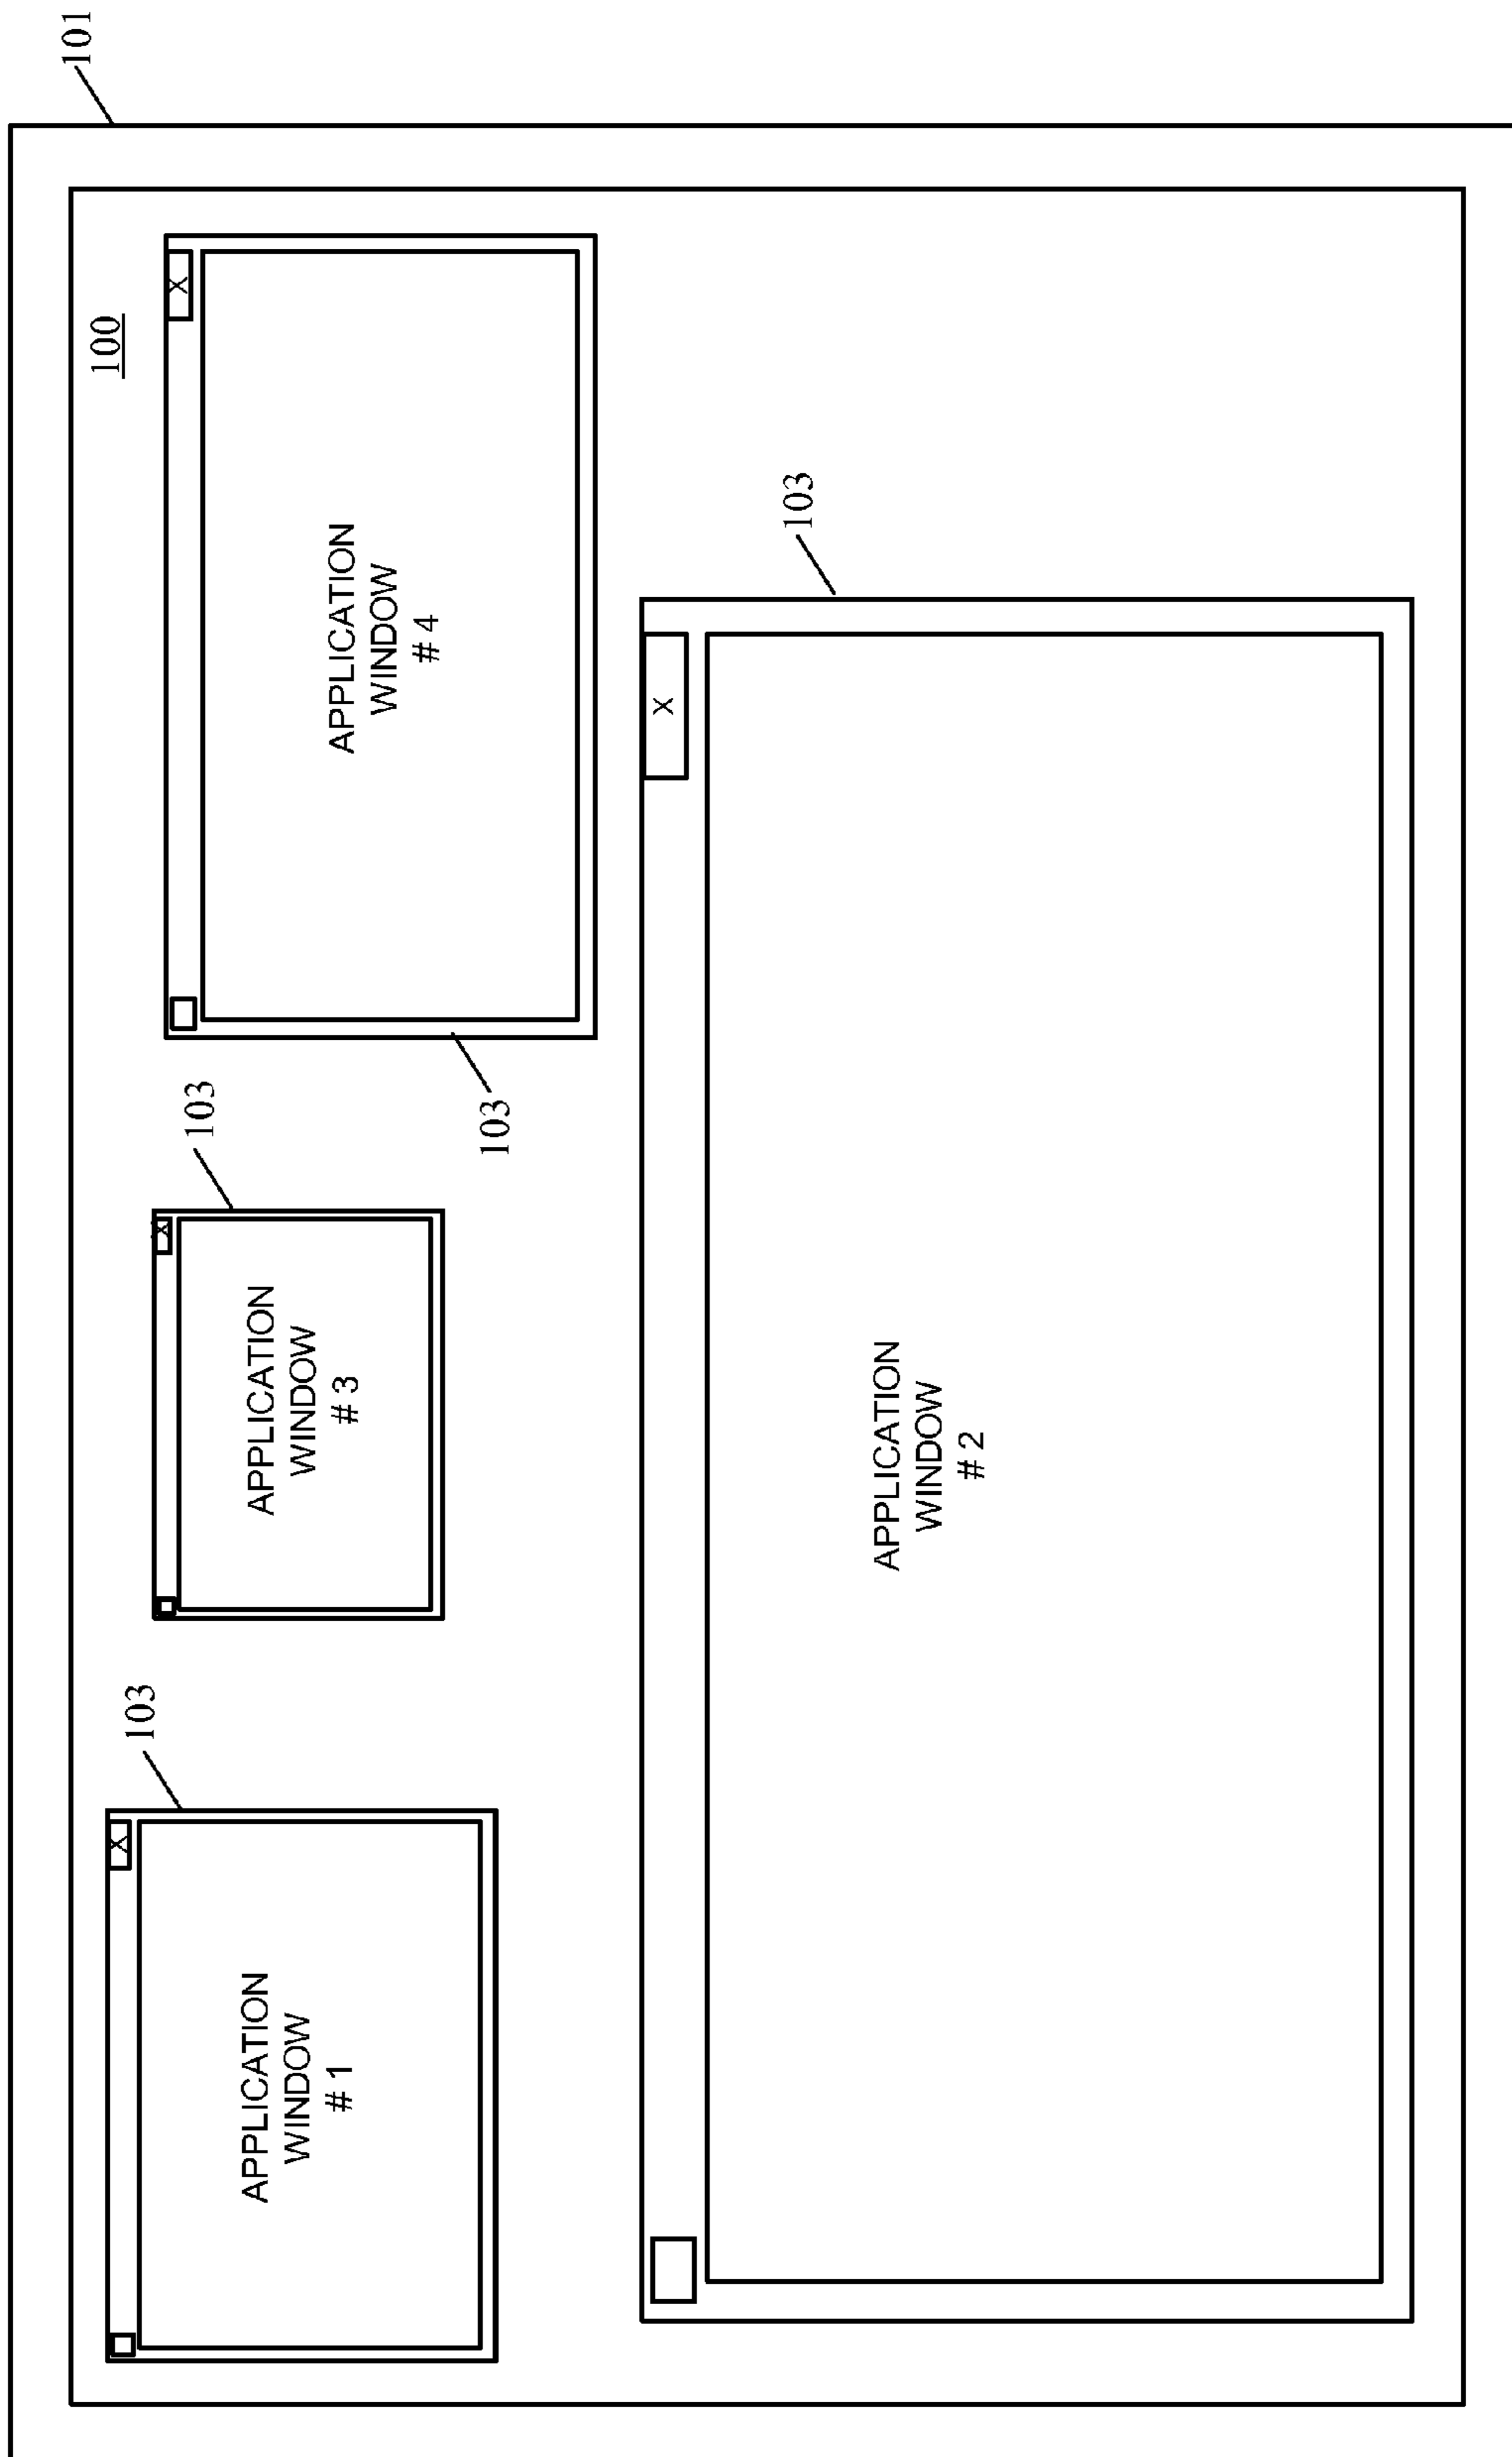 101
100
103
X
APPLICATION
WINDOW
# 1
103
X
APPLICATION
WINDOW
# 3
X
APPLICATION
WINDOW
# 4
103
103
X
APPLICATION
WINDOW
# 2